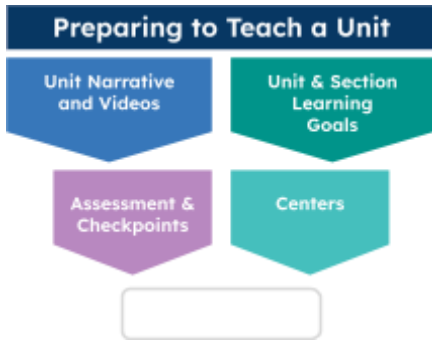 Preparing to Teach a Unit
Unit Narrative
and Videos
Unit & Section
Learning
Goals
Assessment &
Checkpoints
Centers